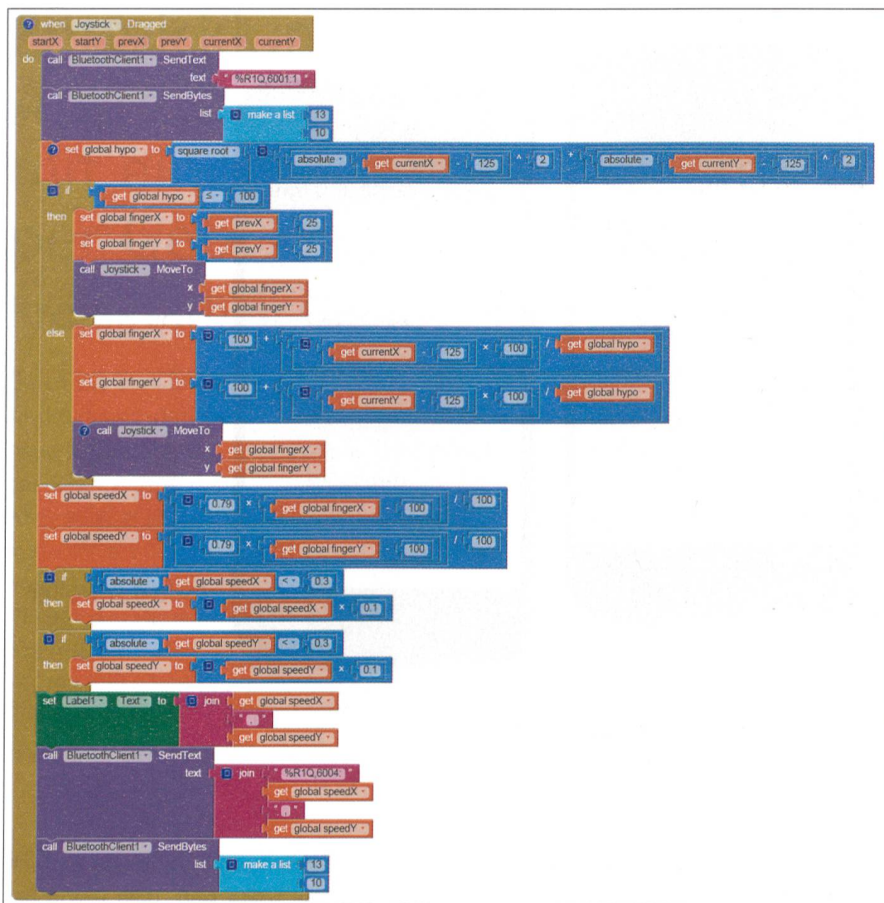 when Joystick Dragged
startX startY prevX prevY currentX currentY
do call BluetoothClient1 .SendText
text " %R1Q,6001:1 "
call BluetoothClient1 .SendBytes
list make a list 13
10
set global hypo to square root absolute get currentX - 125 ^ 2 + absolute get currentY - 125 ^ 2
if get global hypo ≤ 100
then set global fingerX to get prevX - 25
set global fingerY to get prevY - 25
call Joystick .MoveTo
x get global fingerX
y get global fingerY
else set global fingerX to 100 + get currentX - 125 × 100 / get global hypo
set global fingerY to 100 + get currentY - 125 × 100 / get global hypo
call Joystick .MoveTo
x get global fingerX
y get global fingerY
set global speedX to 0.79 × get global fingerX - 100 / 100
set global speedY to 0.79 × get global fingerY - 100 / 100
if absolute get global speedX < 0.3
then set global speedX to get global speedX × 0.1
if absolute get global speedY < 0.3
then set global speedY to get global speedY × 0.1
set Label1 . Text to join get global speedX
" , "
get global speedY
call BluetoothClient1 .SendText
text join " %R1Q,6004: "
get global speedX
" , "
get global speedY
call BluetoothClient1 .SendBytes
list make a list 13
10